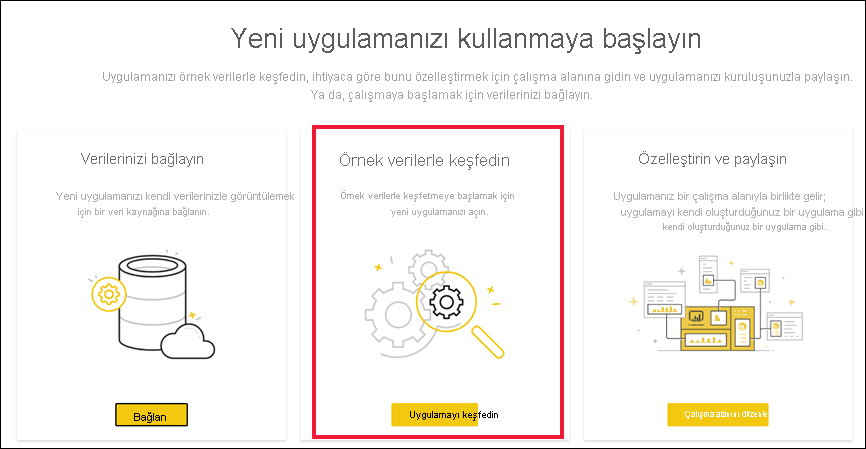 Yeni uygulamanızı kullanmaya başlayın
Uygulamanızı örnek verilerle keşfedin, ihtiyaca göre bunu özelleştirmek için çalışma alanına gidin ve uygulamanızı kuruluşunuzla paylaşın.
Ya da, çalışmaya başlamak için verilerinizi bağlayın.
Verilerinizi bağlayın
Yeni uygulamanızı kendi verilerinizle görüntülemek
için bir veri kaynağına bağlanın.
Bağlan
Örnek verilerle keşfedin
Örnek verilerle keşfetmeye başlamak için
yeni uygulamanızı açın.
Uygulamayı keşfedin
Özelleştirin ve paylaşın
Uygulamanız bir çalışma alanıyla birlikte gelir;
uygulamayı kendi oluşturduğunuz bir uygulama gibi
kendi oluşturduğunuz bir uygulama gibi.
Çalışma alanını düzenle